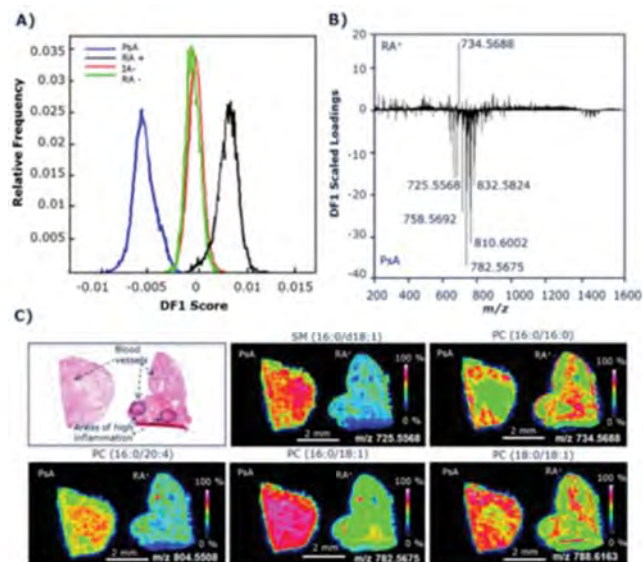 A)
PsA
RA +
IA-
RA -
0.035
0.03
0.025
0.02
0.015
0.01
0.005
Relative Frequency
-0.01
-0.005
0
0.01
0.015
DF1 Score
B)
RA+
734.5688
20
10
0
-10
-20
-30
-40
DF1 Scaled Loadings
725.5568
832.5824
758.5692
810.6002
782.5675
PsA
200
400
600
800
1000
1200
1400
1600
m/z
C)
Blood vessels
Areas of high
inflammation
2 mm
SM (16:0/d18:1)
PsA
RA+
100 %
0 %
2 mm
m/z 725.5568
PC (16:0/16:0)
PsA
RA+
100 %
0 %
2 mm
m/z 734.5688
PC (16:0/20:4)
PsA
RA+
100 %
0 %
2 mm
m/z 804.5508
PC (16:0/18:1)
PsA
RA+
100 %
0 %
2 mm
m/z 782.5675
PC (18:0/18:1)
PsA
RA+
100 %
0 %
2 mm
m/z 788.6163